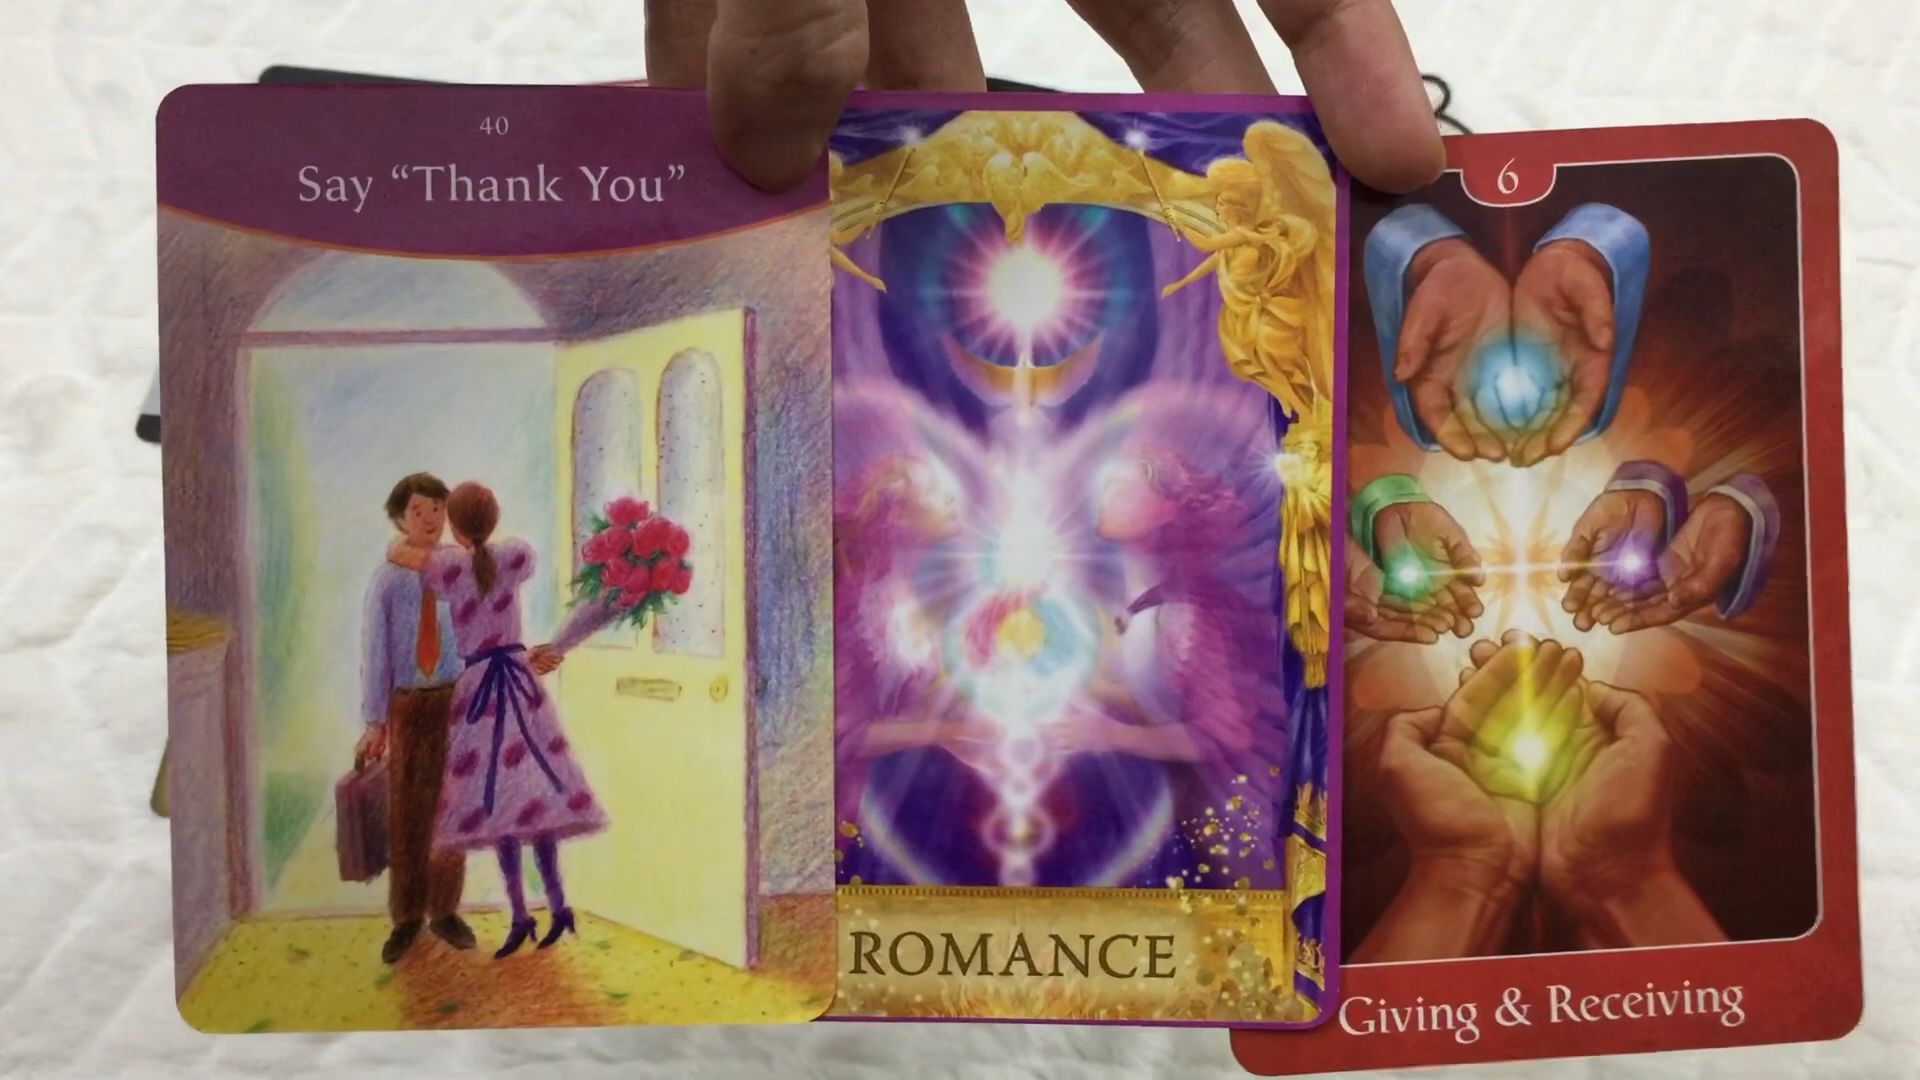 40
Say “Thank You”
ROMANCE
6
Giving & Receiving